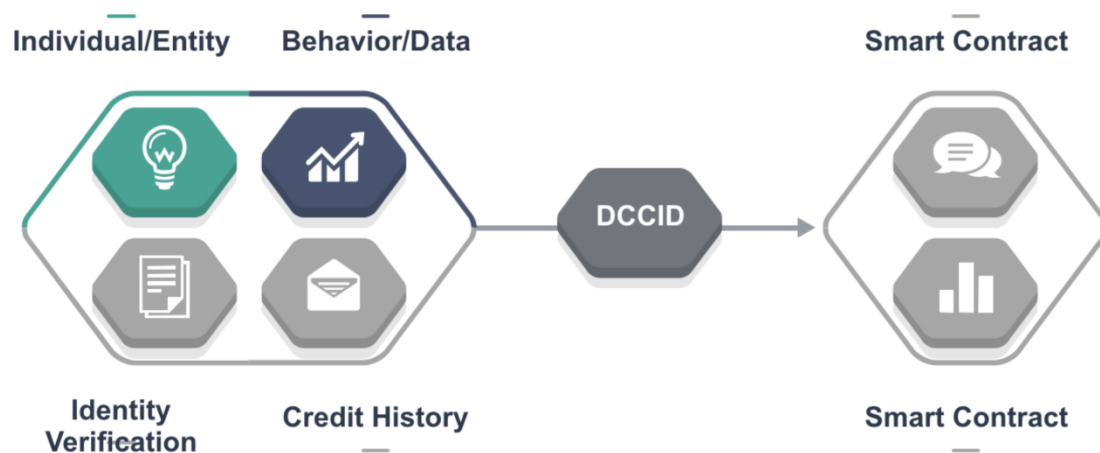 Individual/Entity
Behavior/Data
Smart Contract
DCCID
Identity
Verification
Credit History
Smart Contract